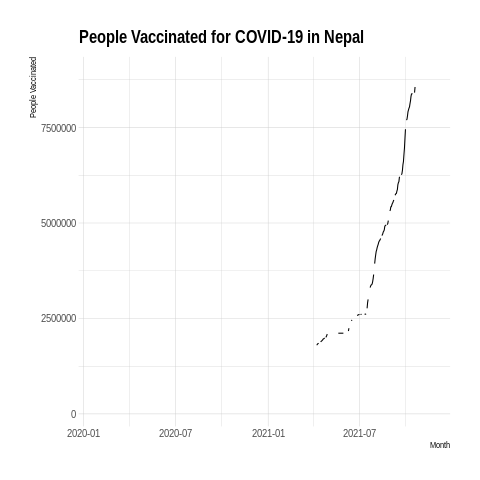 People Vaccinated for COVID-19 in Nepal
People Vaccinated
7500000
5000000
2500000
0
2020-01 2020-07 2021-01 2021-07
Month